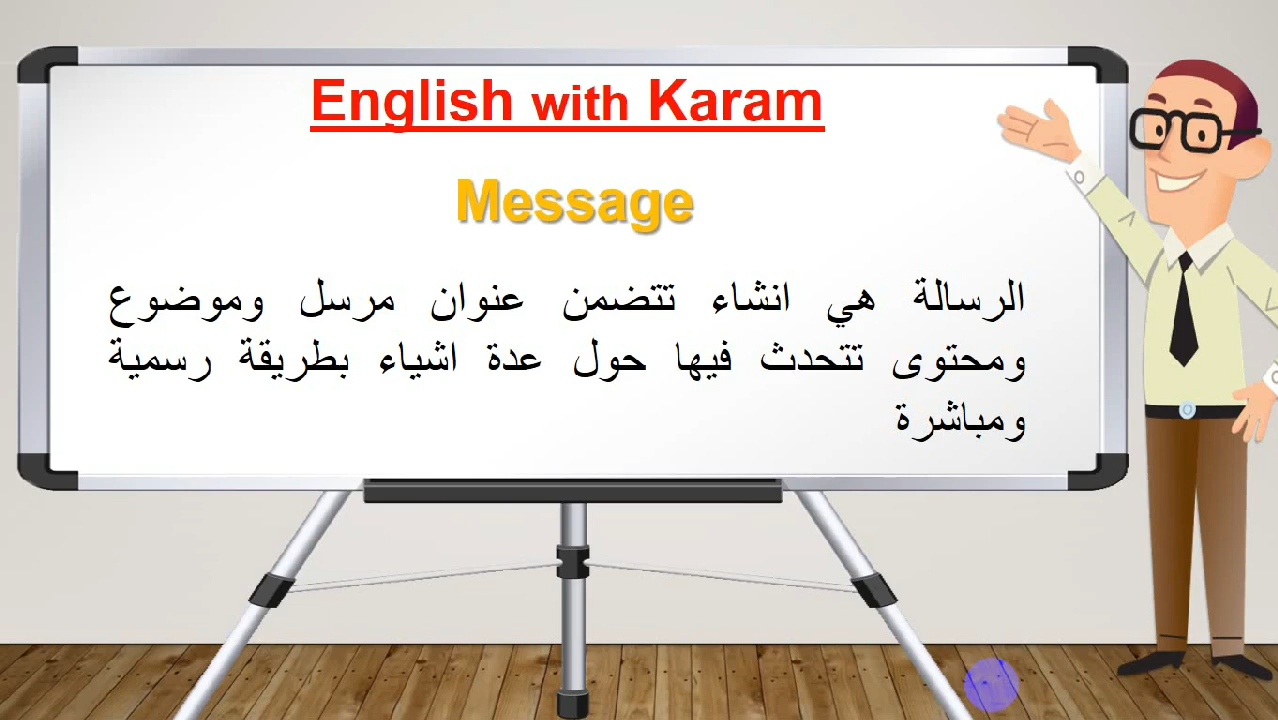 English with Karam
Message
الرسالة هي انشاء تتضمن عنوان مرسل وموضوع
ومحتوى تتحدث فيها حول عدة اشياء بطريقة رسمية
ومباشرة